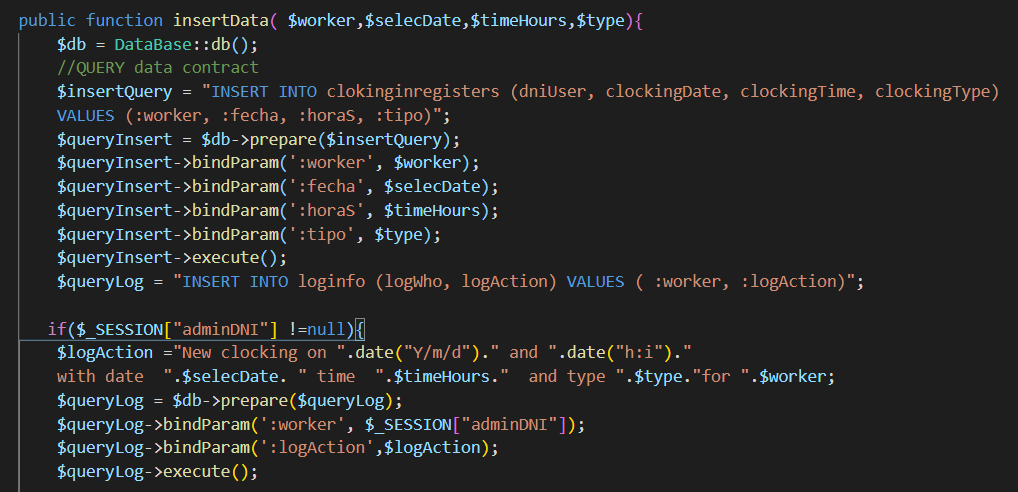 public function insertData( $worker,$selecDate,$timeHours,$type){
$db = DataBase::db();
//QUERY data contract
$insertQuery = "INSERT INTO clokinginregisters (dniUser, clockingDate, clockingTime, clockingType)
VALUES (:worker, :fecha, :horaS, :tipo)";
$queryInsert = $db->prepare($insertQuery);
$queryInsert->bindParam(':worker', $worker);
$queryInsert->bindParam(':fecha', $selecDate);
$queryInsert->bindParam(':horaS', $timeHours);
$queryInsert->bindParam(':tipo', $type);
$queryInsert->execute();
$queryLog = "INSERT INTO loginfo (logWho, logAction) VALUES ( :worker, :logAction)";
if($_SESSION["adminDNI"] !=null){
$logAction ="New clocking on ".date("Y/m/d")." and ".date("h:i")."
with date  ".$selecDate. " time  ".$timeHours."  and type ".$type."for ".$worker;
$queryLog = $db->prepare($queryLog);
$queryLog->bindParam(':worker', $_SESSION["adminDNI"]);
$queryLog->bindParam(':logAction',$logAction);
$queryLog->execute();